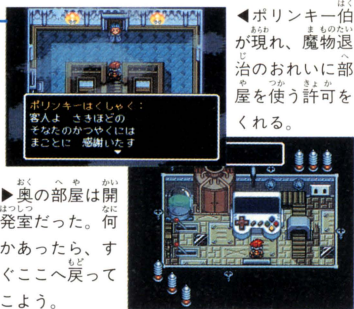 ◀ポリンキー伯
が現れ、魔物退
治のおれいに部
屋を使う許可を
くれる。
ポリンキーはくしゃく：
客人よ　さきほどの
そなたのかつやくには
まことに　感謝いたす
▶奥の部屋は開
発室だった。何
かあったら、す
ぐここへ戻って
こよう。